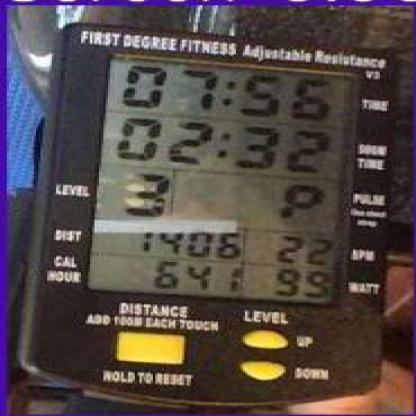 FIRST DEGREE FITNESS Adjustable Resistance
V3
07:56 TIME
02:32 500M TIME
LEVEL 3 P PULSE
DIST 1406 22 SPM
CAL HOUR 641 99 WATT
DISTANCE LEVEL
ADD 100M EACH TOUCH
UP
DOWN
HOLD TO RESET